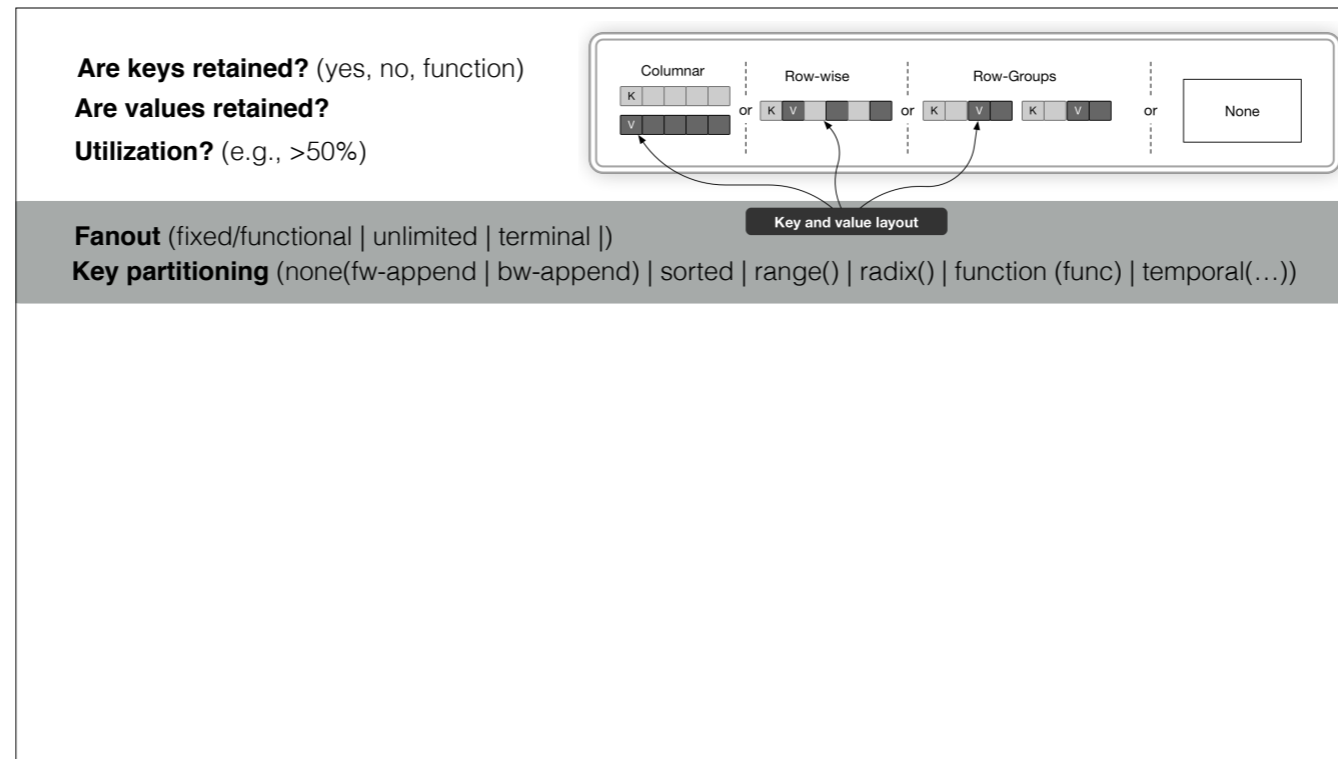 Are keys retained? (yes, no, function)
Are values retained?
Utilization? (e.g., >50%)
Columnar
K
V
or
Row-wise
K V
or
Row-Groups
K V K V
or
None
Key and value layout
Fanout (fixed/functional | unlimited | terminal |)
Key partitioning (none(fw-append | bw-append) | sorted | range() | radix() | function (func) | temporal(…))